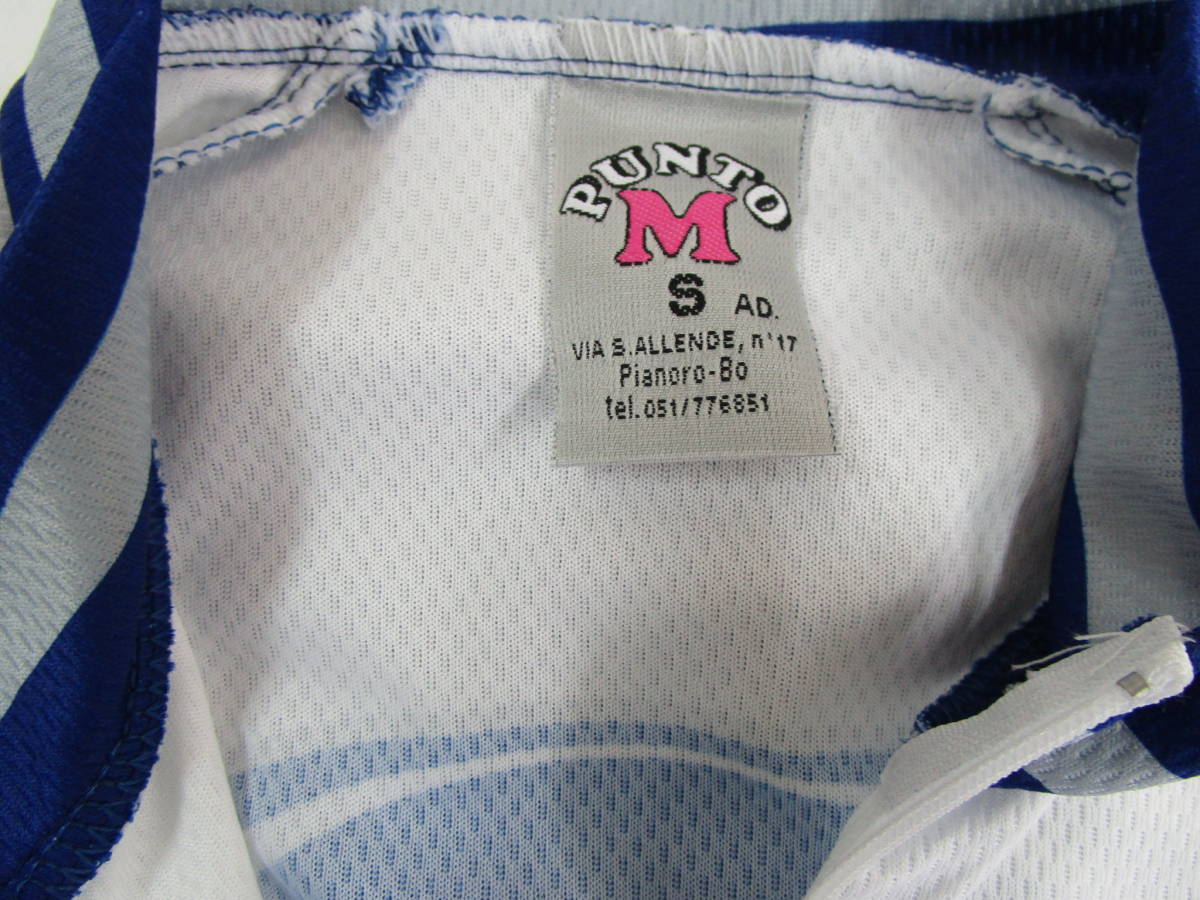 PUNTO
M
S AD.
VIA S.ALLENDE, n°17
Pianoro-Bo
tel.051/776851